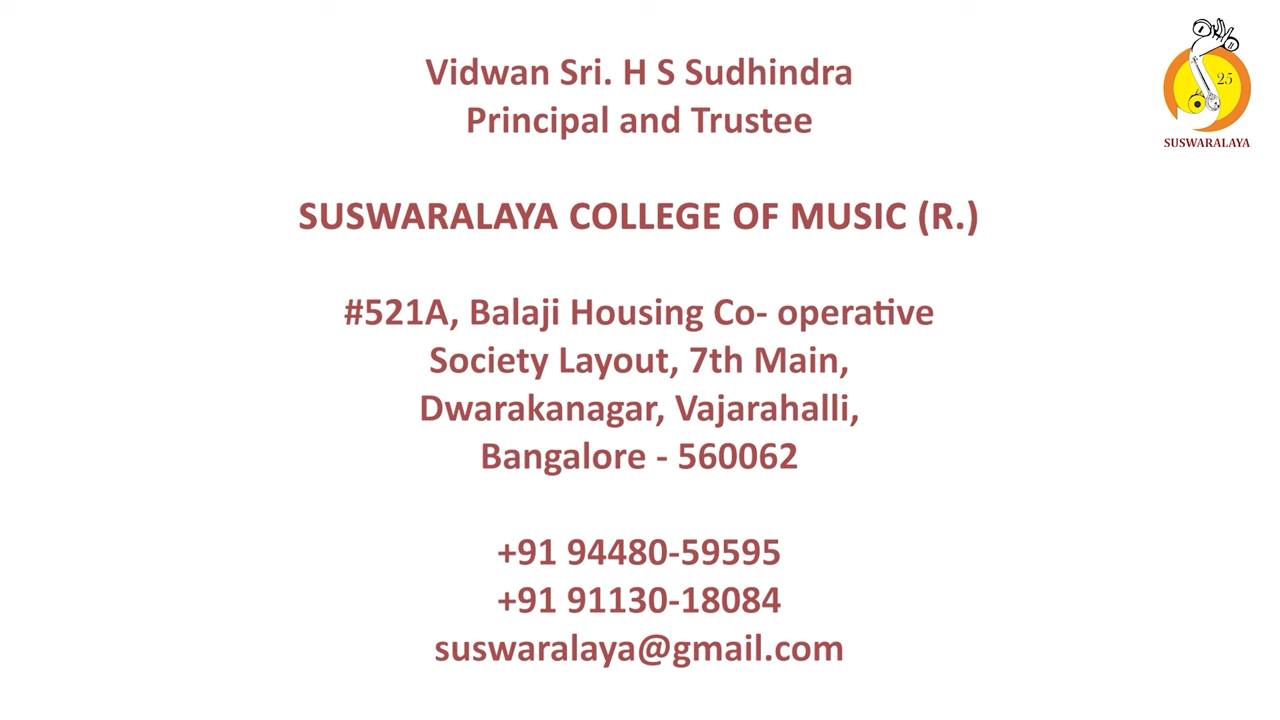 Vidwan Sri. H S Sudhindra
Principal and Trustee
SUSWARALAYA COLLEGE OF MUSIC (R.)
#521A, Balaji Housing Co- operative
Society Layout, 7th Main,
Dwarakanagar, Vajarahalli,
Bangalore - 560062
+91 94480-59595
+91 91130-18084
suswaralaya@gmail.com
25
SUSWARALAYA